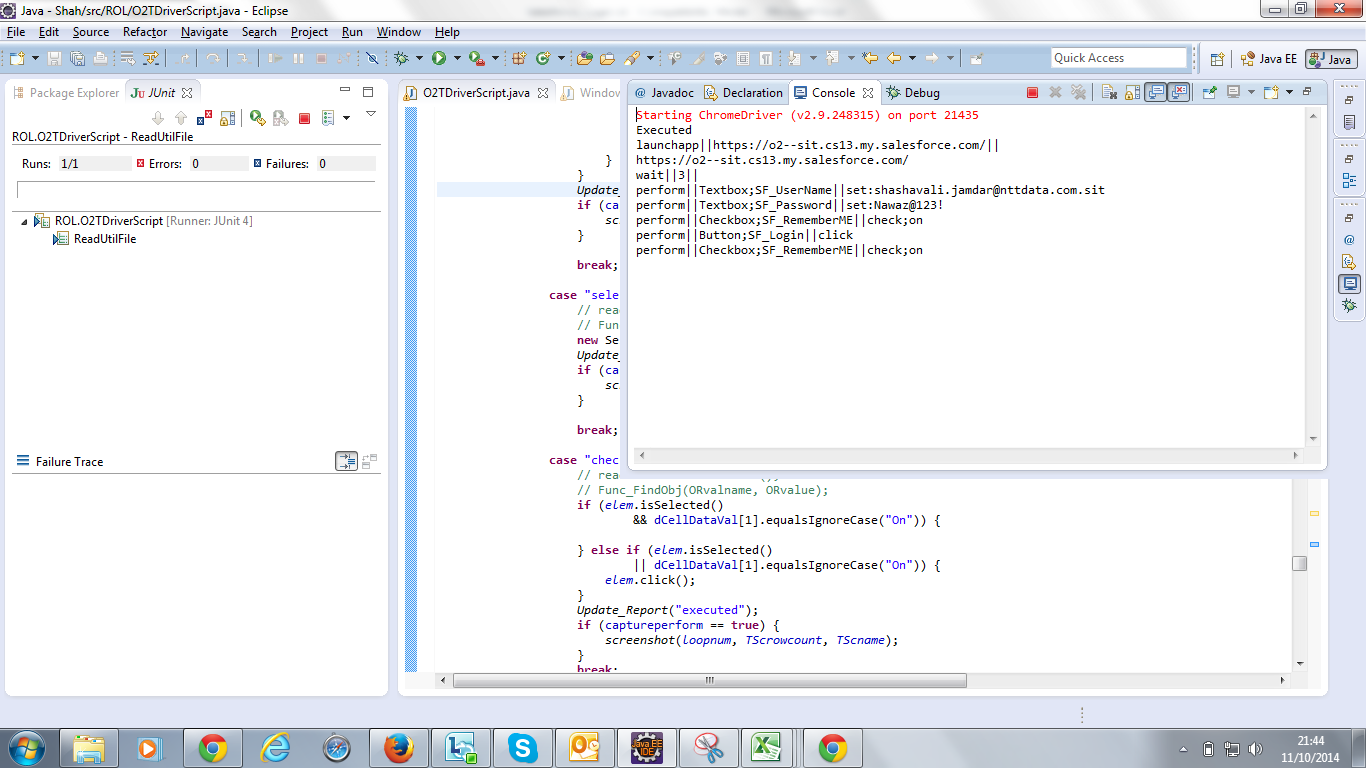 Java - Shah/src/ROL/O2TDriverScript.java - Eclipse
File Edit Source Refactor Navigate Search Project Run Window Help
Quick Access
Java EE
Java
Package Explorer
JUnit
ROL.O2TDriverScript - ReadUtilFile
Runs: 1/1
Errors: 0
Failures: 0
ROL.O2TDriverScript [Runner: JUnit 4]
ReadUtilFile
Failure Trace
O2TDriverScript.java
Window
}
}
Update_
if (ca
sc
}
break;
case "sele
// rea
// Fun
new Se
Update_
if (ca
sc
}
break;
case "chec
// rea
// Func_FindObj(ORvalname, ORvalue);
if (elem.isSelected()
&& dCellDataVal[1].equalsIgnoreCase("On")) {
} else if (elem.isSelected()
|| dCellDataVal[1].equalsIgnoreCase("On")) {
elem.click();
}
Update_Report("executed");
if (captureperform == true) {
screenshot(loopnum, TScrowcount, TScname);
}
break;
Javadoc
Declaration
Console
Debug
Starting ChromeDriver (v2.9.248315) on port 21435
Executed
launchapp||https://o2--sit.cs13.my.salesforce.com/||
https://o2--sit.cs13.my.salesforce.com/
wait||3||
perform||Textbox;SF_UserName||set:shashavali.jamdar@nttdata.com.sit
perform||Textbox;SF_Password||set:Nawaz@123!
perform||Checkbox;SF_RememberME||check;on
perform||Button;SF_Login||click
perform||Checkbox;SF_RememberME||check;on
21:44
11/10/2014